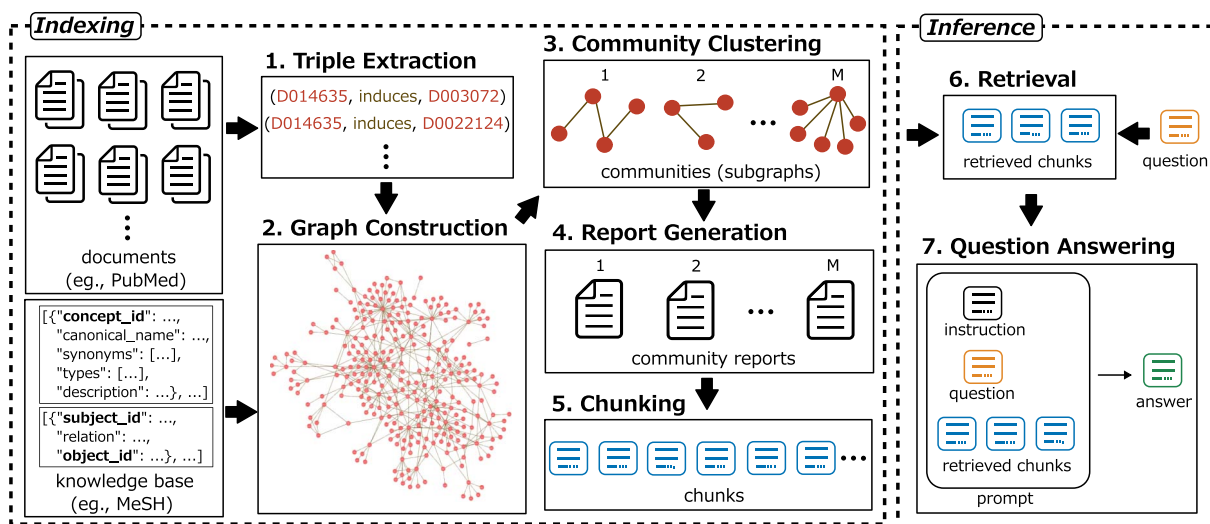 Indexing
documents
(eg., PubMed)
[{"concept_id": ...,
"canonical_name": ...,
"synonyms": [...],
"types": [...],
"description": ...}, ...]
[{"subject_id": ...,
"relation": ...,
"object_id": ...}, ...]
knowledge base
(eg., MeSH)
1. Triple Extraction
(D014635, induces, D003072)
(D014635, induces, D0022124)
2. Graph Construction
3. Community Clustering
1 2 ... M
communities (subgraphs)
4. Report Generation
1 2 ... M
community reports
5. Chunking
...
chunks
Inference
6. Retrieval
retrieved chunks
question
7. Question Answering
instruction
question
retrieved chunks
prompt
answer